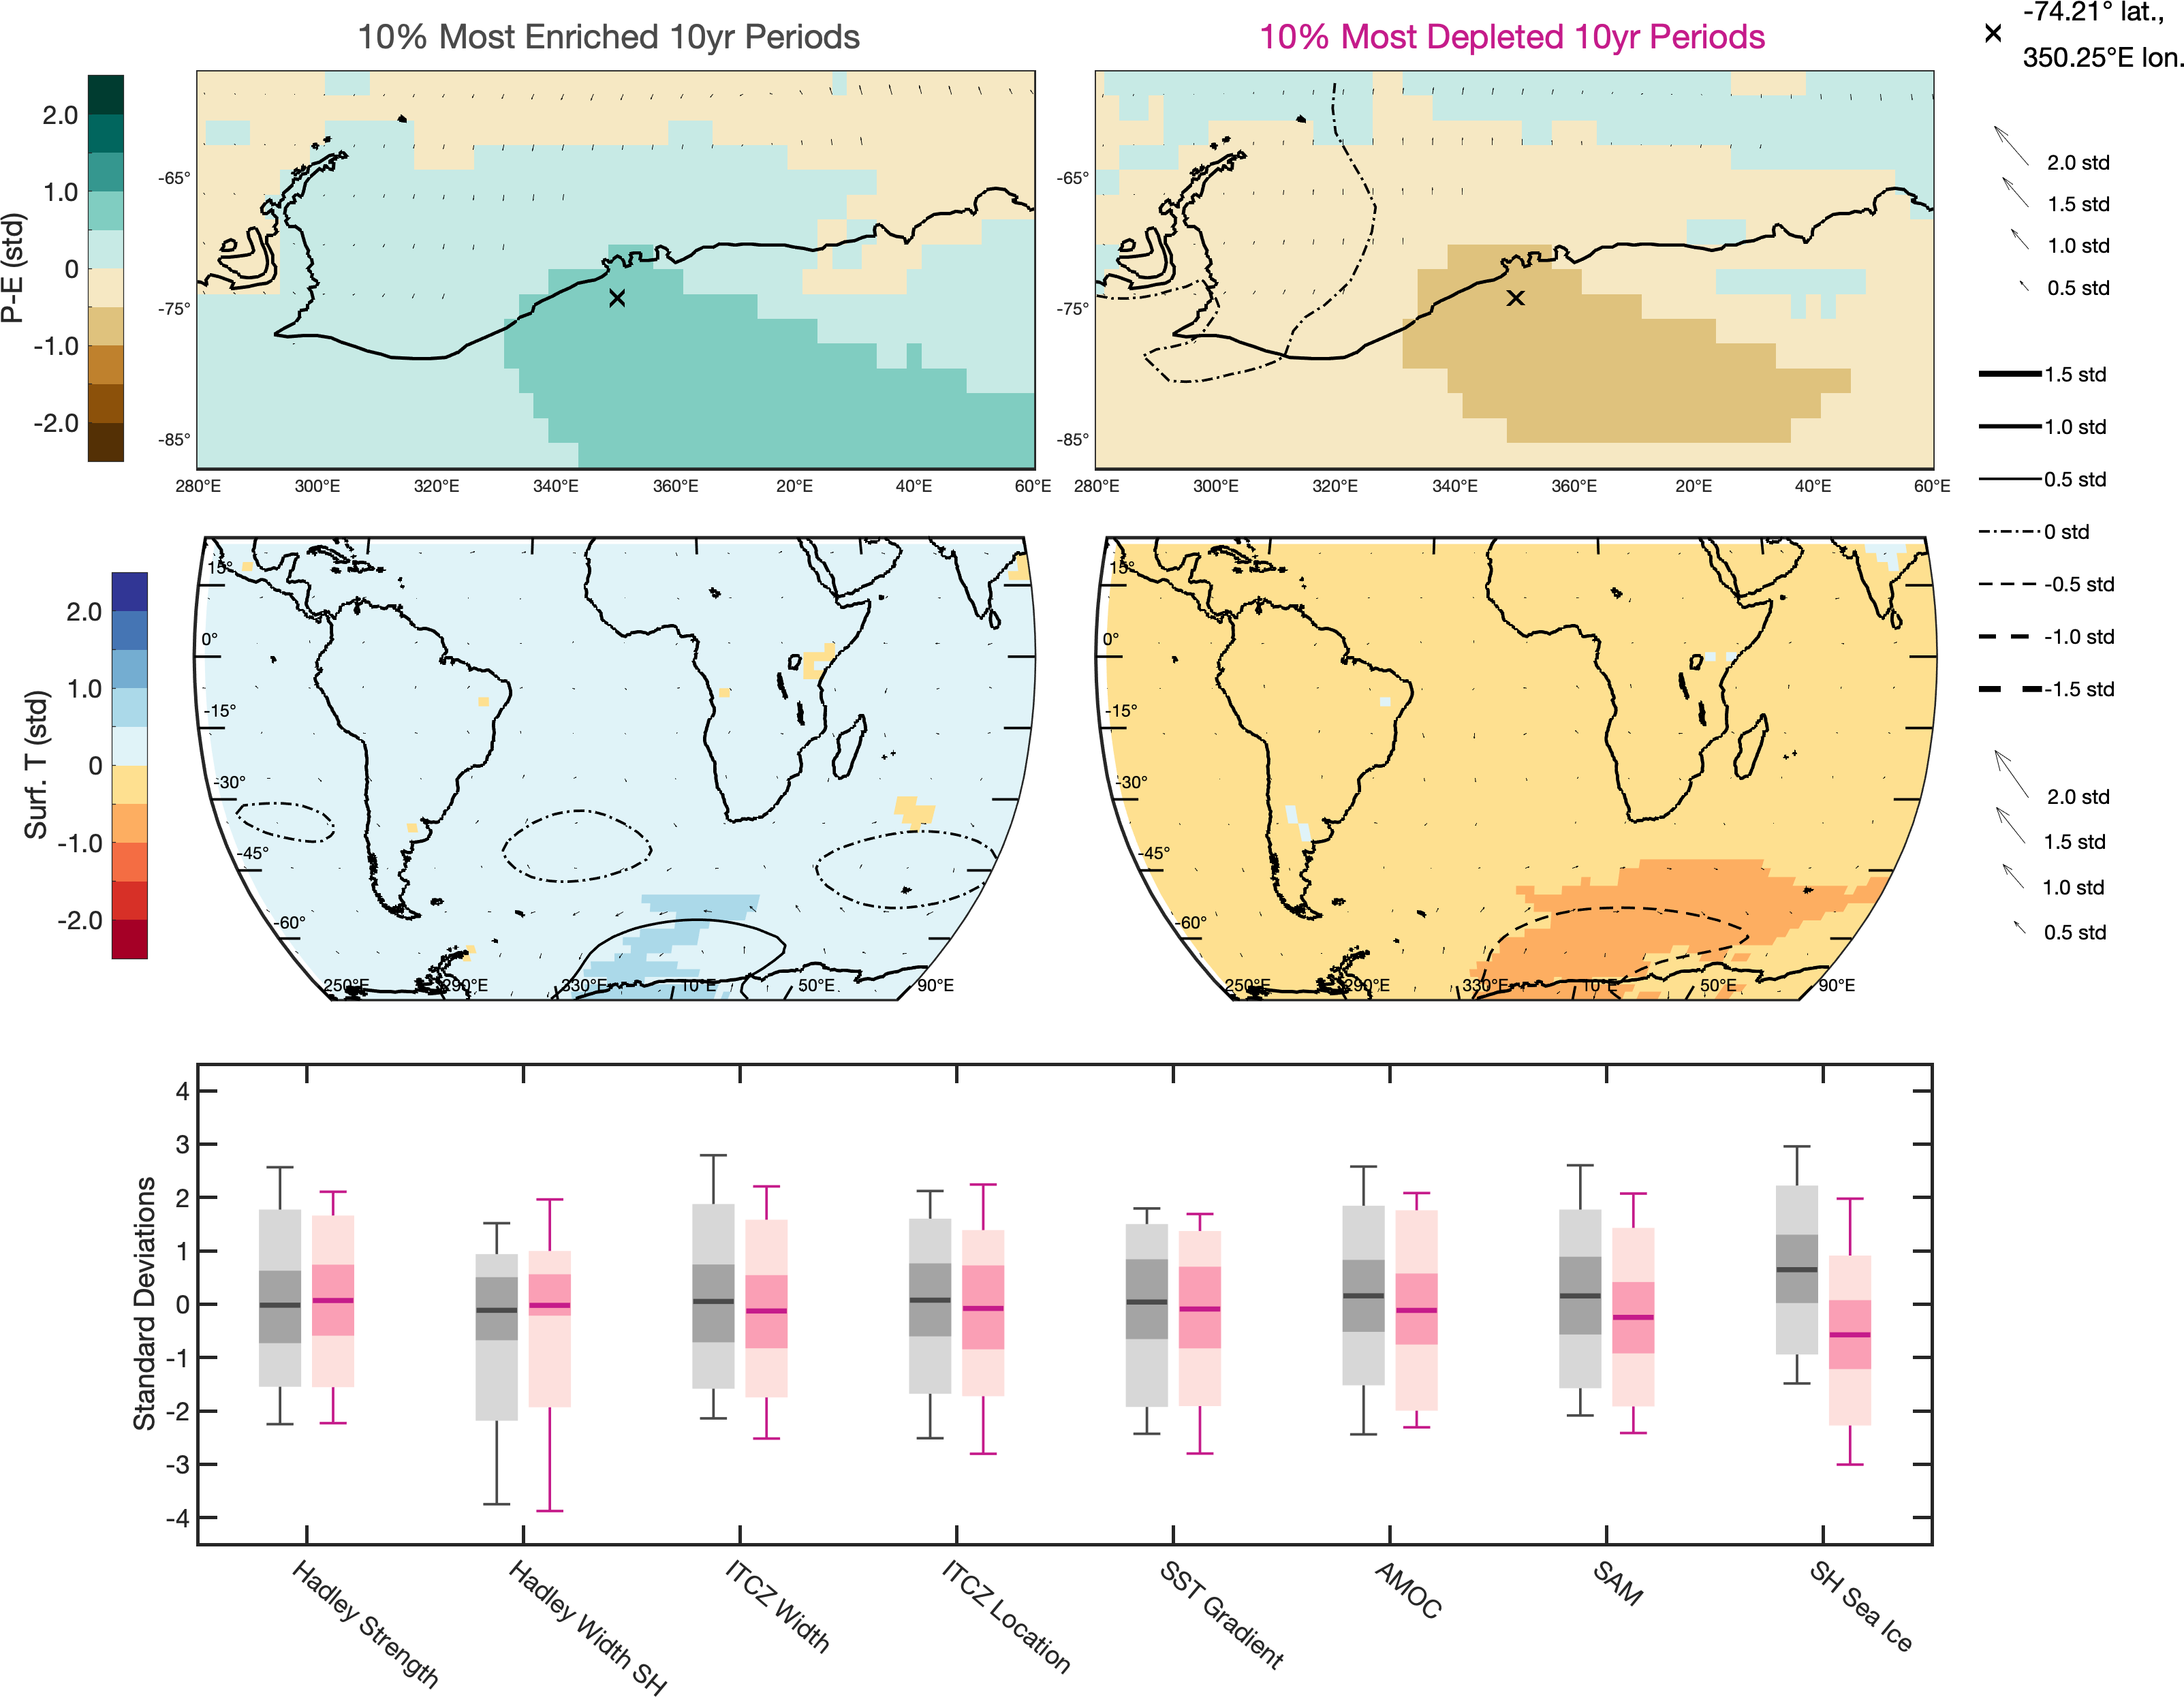 10% Most Enriched 10yr Periods
10% Most Depleted 10yr Periods
-74.21° lat.,
350.25°E lon.
P-E (std)
2.0
1.0
0
-1.0
-2.0
-65°
-75°
-85°
280°E 300°E 320°E 340°E 360°E 20°E 40°E 60°E
-65°
-75°
-85°
280°E 300°E 320°E 340°E 360°E 20°E 40°E 60°E
2.0 std
1.5 std
1.0 std
0.5 std
1.5 std
1.0 std
0.5 std
0 std
-0.5 std
-1.0 std
-1.5 std
2.0 std
1.5 std
1.0 std
0.5 std
Surf. T (std)
2.0
1.0
0
-1.0
-2.0
15°
0°
-15°
-30°
-45°
-60°
250°E 290°E 330°E 10°E 50°E 90°E
15°
0°
-15°
-30°
-45°
-60°
250°E 290°E 330°E 10°E 50°E 90°E
Standard Deviations
4
3
2
1
0
-1
-2
-3
-4
Hadley Strength
Hadley Width SH
ITCZ Width
ITCZ Location
SST Gradient
AMOC
SAM
SH Sea Ice